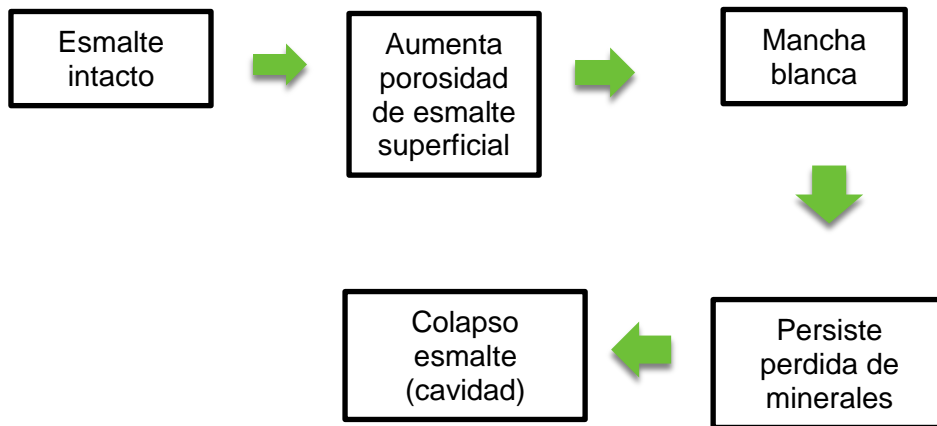 Esmalte
intacto
Aumenta
porosidad
de esmalte
superficial
Mancha
blanca
Persiste
perdida de
minerales
Colapso
esmalte
(cavidad)